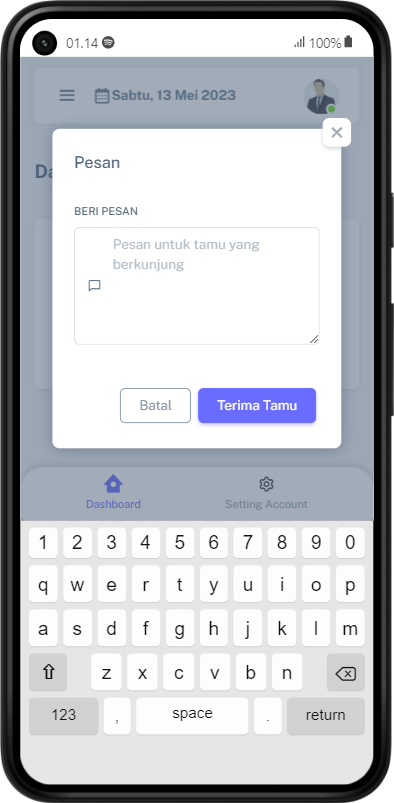 01.14
100%
Sabtu, 13 Mei 2023
Da
Pesan
BERI PESAN
Pesan untuk tamu yang
berkunjung
Batal
Terima Tamu
Dashboard
Setting Account
1 2 3 4 5 6 7 8 9 0
q w e r t y u i o p
a s d f g h j k l m
z x c v b n
123 , space . return